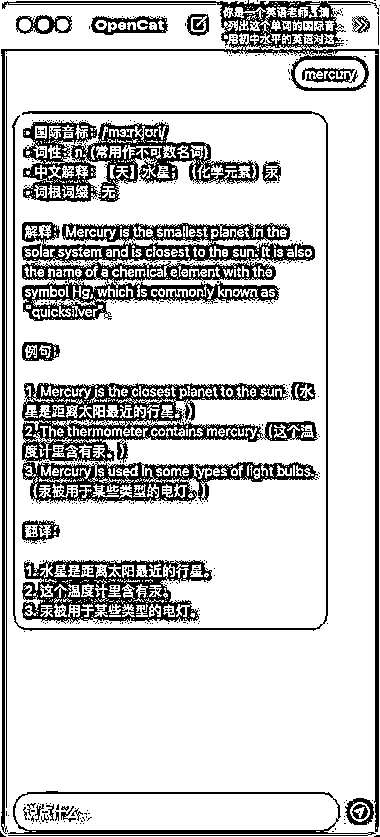 OpenCat
你是一个英语老师，请
列出这个单词的国际音
用初中水平的英语对这
mercury
• 国际音标：/ˈmɜːrkjəri/
• 词性：n.（常用作不可数名词）
• 中文解释：【天】水星；（化学元素）汞
• 词根词缀：无
解释：Mercury is the smallest planet in the
solar system and is closest to the sun. It is also
the name of a chemical element with the
symbol Hg, which is commonly known as
"quicksilver".
例句：
1. Mercury is the closest planet to the sun.（水
星是距离太阳最近的行星。）
2. The thermometer contains mercury.（这个温
度计里含有汞。）
3. Mercury is used in some types of light bulbs.
（汞被用于某些类型的电灯。）
翻译：
1. 水星是距离太阳最近的行星。
2. 这个温度计里含有汞。
3. 汞被用于某些类型的电灯。
说点什么...